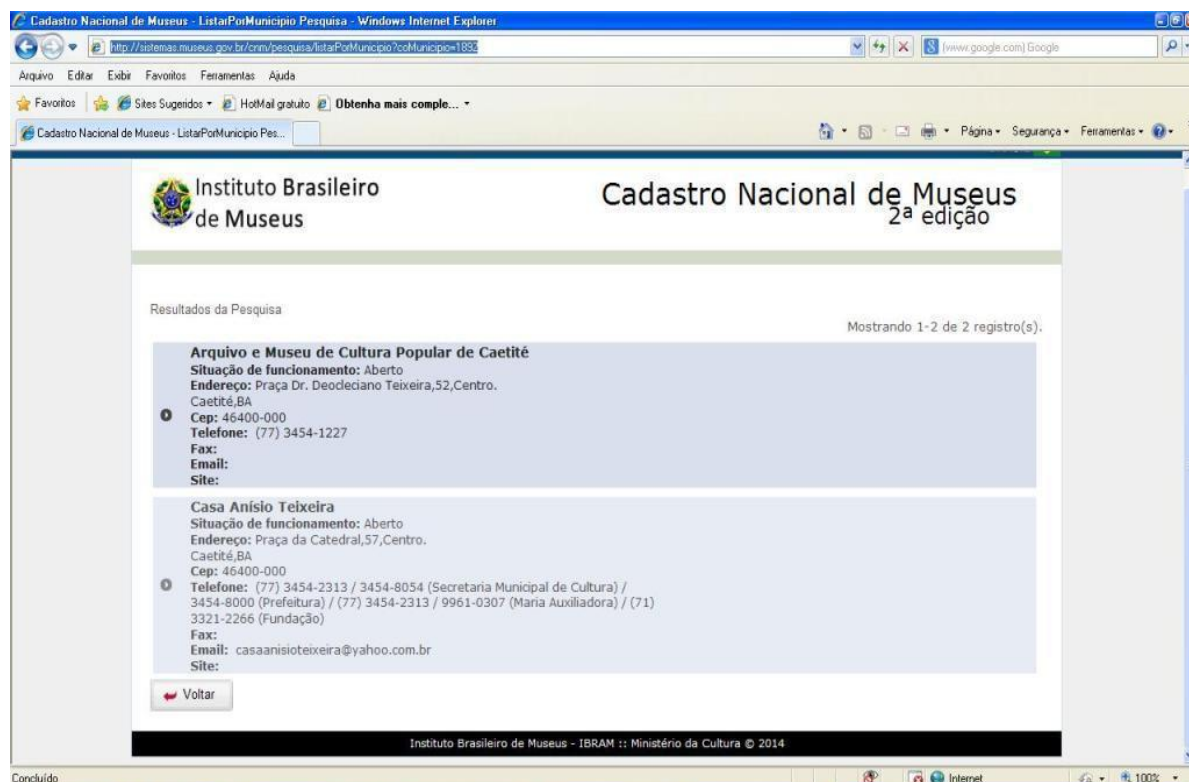 Cadastro Nacional de Museus - ListarPorMunicipio Pesquisa - Windows Internet Explorer
http://sistemas.museus.gov.br/cnm/pesquisa/listarPorMunicipio?coMunicipio=1893
[www.google.com] Google
Arquivo Editar Exibir Favoritos Ferramentas Ajuda
Favoritos Sites Sugeridos HotMail gratuito Obtenha mais comple...
Cadastro Nacional de Museus - ListarPorMunicipio Pes...
Página Segurança Ferramentas
Instituto Brasileiro
de Museus
Cadastro Nacional de Museus
2ª edição
Resultados da Pesquisa
Mostrando 1-2 de 2 registro(s).
Arquivo e Museu de Cultura Popular de Caetité
Situação de funcionamento: Aberto
Endereço: Praça Dr. Deocleciano Teixeira,52,Centro.
Caetité,BA
Cep: 46400-000
Telefone: (77) 3454-1227
Fax:
Email:
Site:
Casa Anísio Teixeira
Situação de funcionamento: Aberto
Endereço: Praça da Catedral,57,Centro.
Caetité,BA
Cep: 46400-000
Telefone: (77) 3454-2313 / 3454-8054 (Secretaria Municipal de Cultura) /
3454-8000 (Prefeitura) / (77) 3454-2313 / 9961-0307 (Maria Auxiliadora) / (71)
3321-2266 (Fundação)
Fax:
Email: casaanisioteixeira@yahoo.com.br
Site:
Voltar
Instituto Brasileiro de Museus - IBRAM :: Ministério da Cultura © 2014
Concluído
Internet
100%